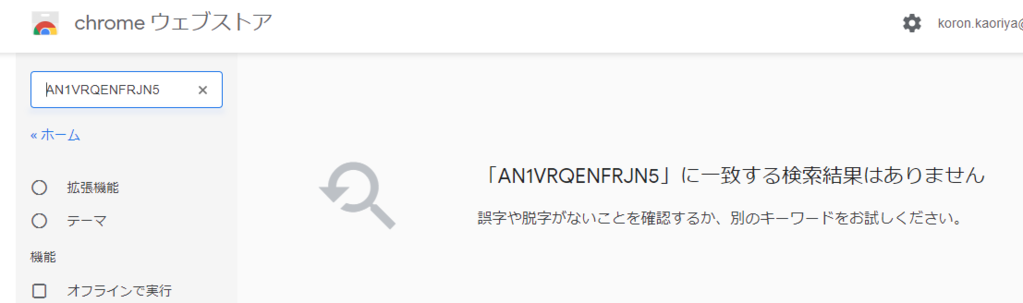 chrome ウェブストア
koron.kaoriya@
AN1VRQENFRJN5
« ホーム
拡張機能
テーマ
機能
オフラインで実行
「AN1VRQENFRJN5」に一致する検索結果はありません
誤字や脱字がないことを確認するか、別のキーワードをお試しください。